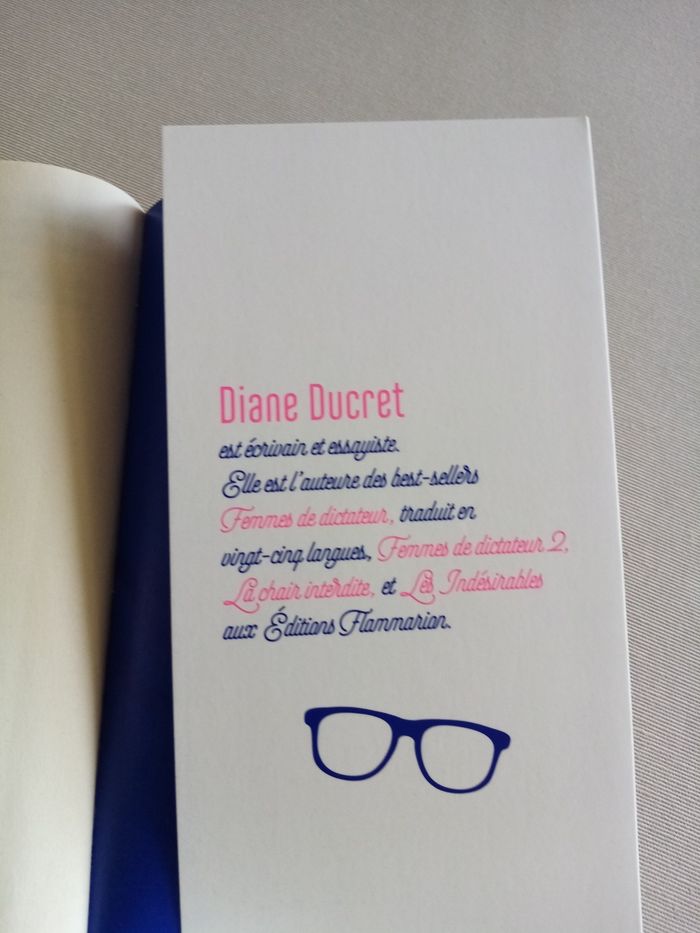 Diane Ducret
est écrivain et essayiste.
Elle est l'auteure des best-sellers
Femmes de dictateur, traduit en
vingt-cinq langues, Femmes de dictateur 2,
La chair interdite, et Les Indésirables
aux Éditions Flammarion.